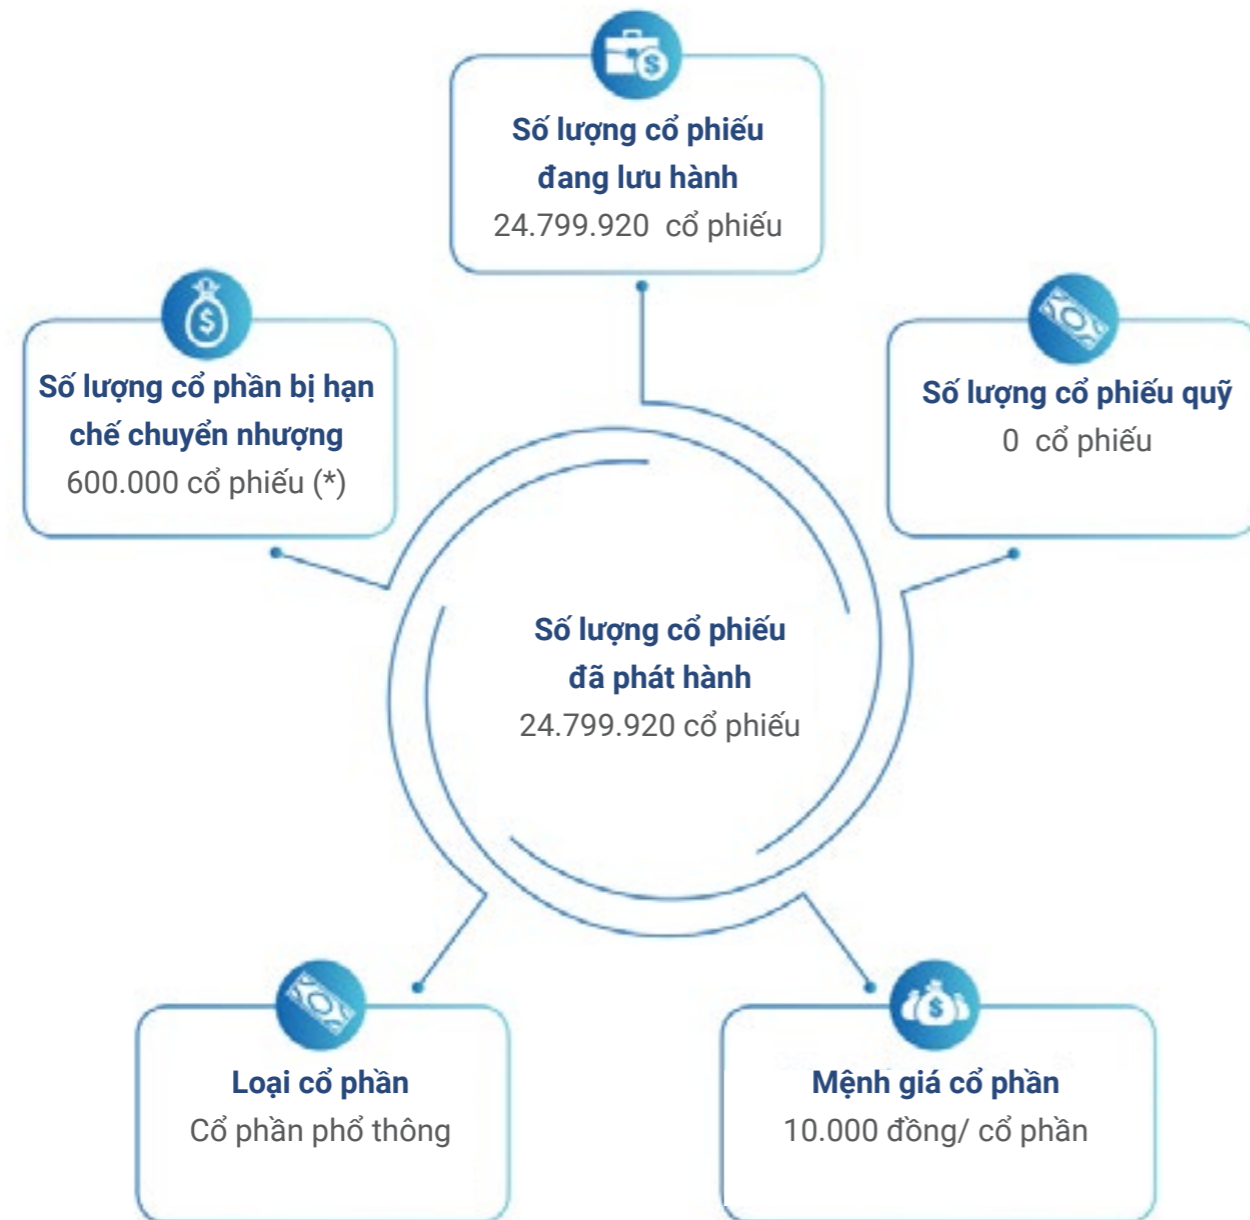 Số lượng cổ phiếu
đang lưu hành
24.799.920 cổ phiếu
Số lượng cổ phần bị hạn
chế chuyển nhượng
600.000 cổ phiếu (*)
Số lượng cổ phiếu quỹ
0 cổ phiếu
Số lượng cổ phiếu
đã phát hành
24.799.920 cổ phiếu
Loại cổ phần
Cổ phần phổ thông
Mệnh giá cổ phần
10.000 đồng/ cổ phần